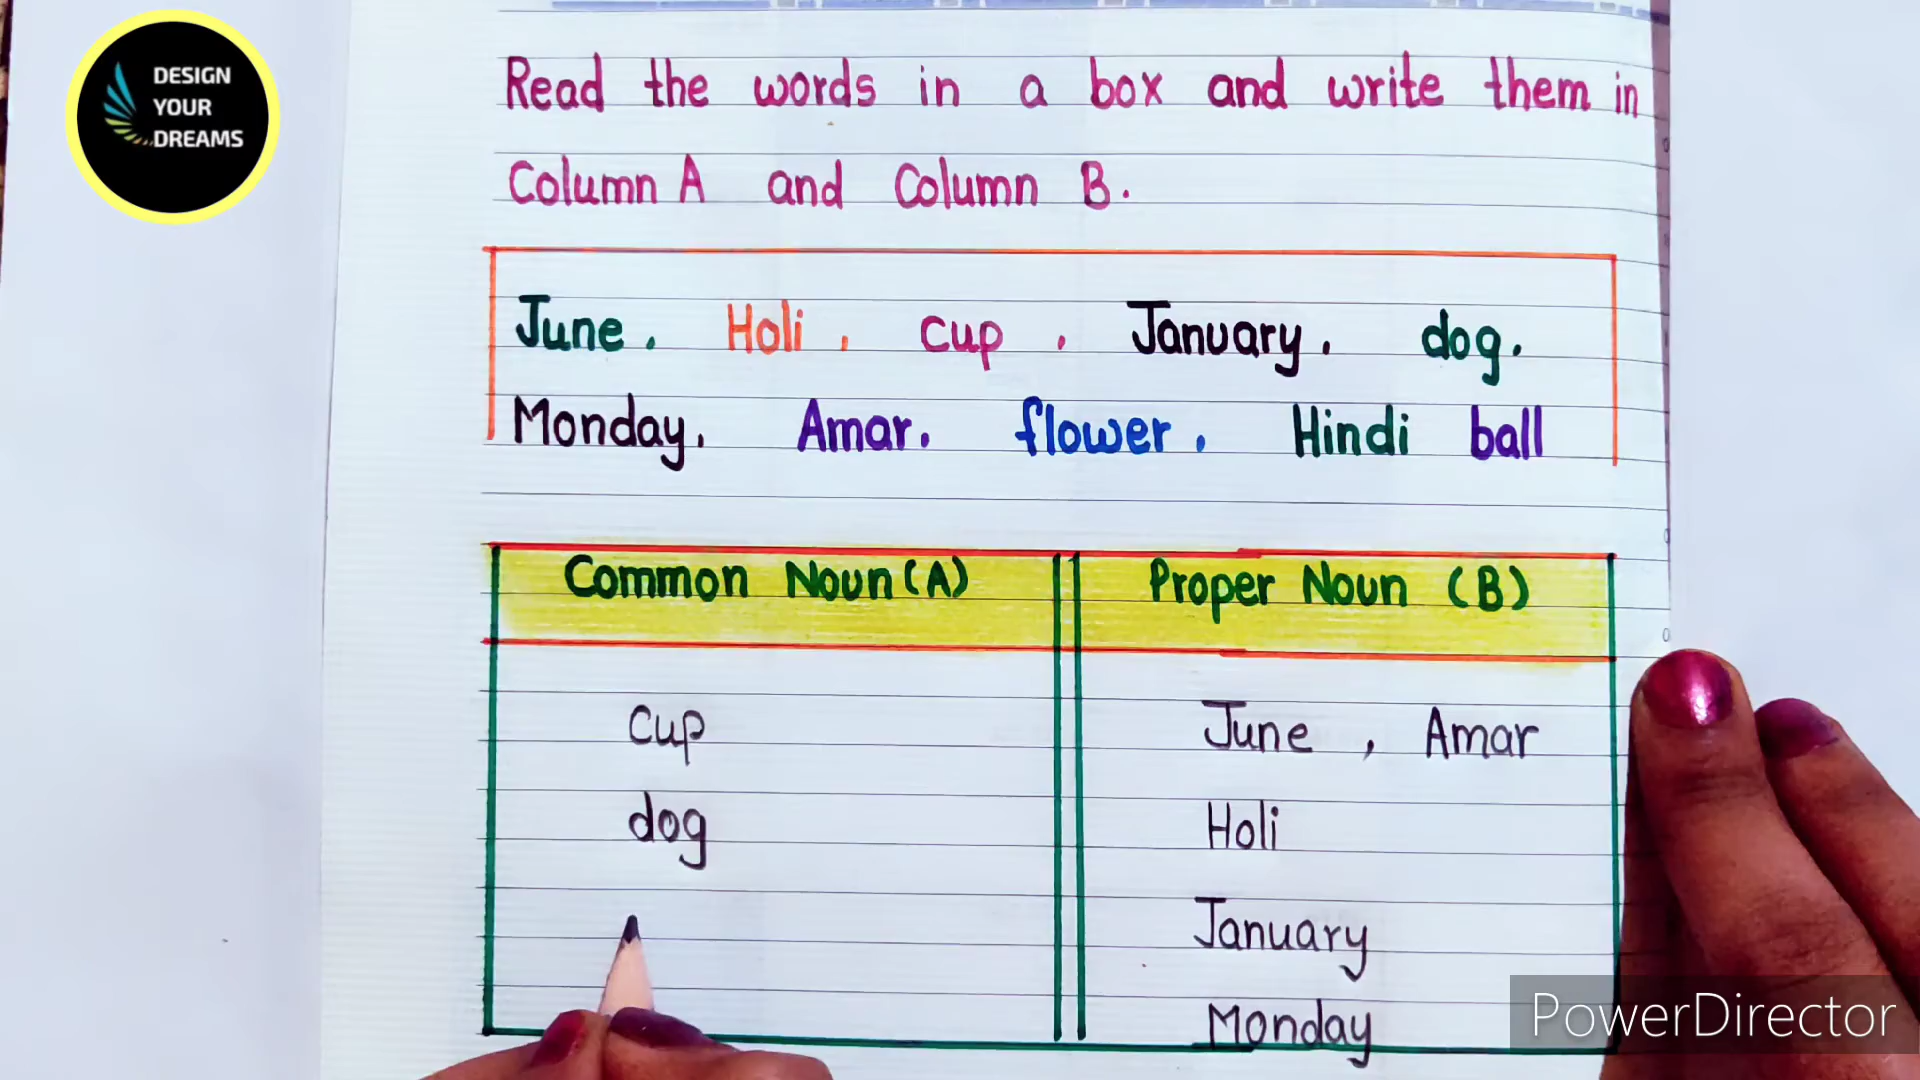 DESIGN
YOUR
DREAMS
Read the words in a box and write them in
Column A and Column B.
June, Holi, Cup, January, dog,
Monday, Amar, flower, Hindi ball
Common Noun (A) Proper Noun (B)
Cup June, Amar
dog Holi
January
Monday
PowerDirector